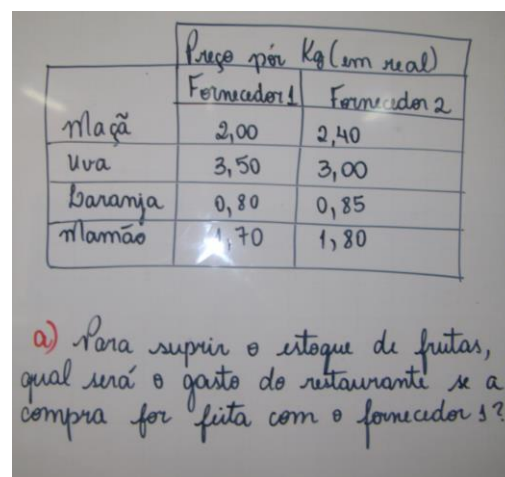 Preço por Kg (em real)
Fornecedor 1 Fornecedor 2
Maçã 2,00 2,40
Uva 3,50 3,00
Laranja 0,80 0,85
Mamão 1,70 1,80
a) Para suprir o estoque de frutas,
qual será o gasto do restaurante se a
compra for feita com o fornecedor 1?